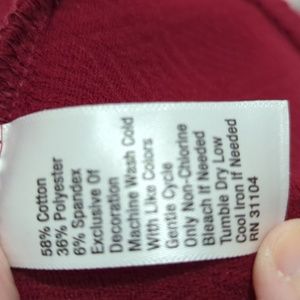 58% Cotton
36% Polyester
6% Spandex
Exclusive Of
Decoration
Machine Wash Cold
With Like Colors
Gentle Cycle
Only Non-Chlorine
Bleach If Needed
Tumble Dry Low
Cool Iron If Needed
RN 31104